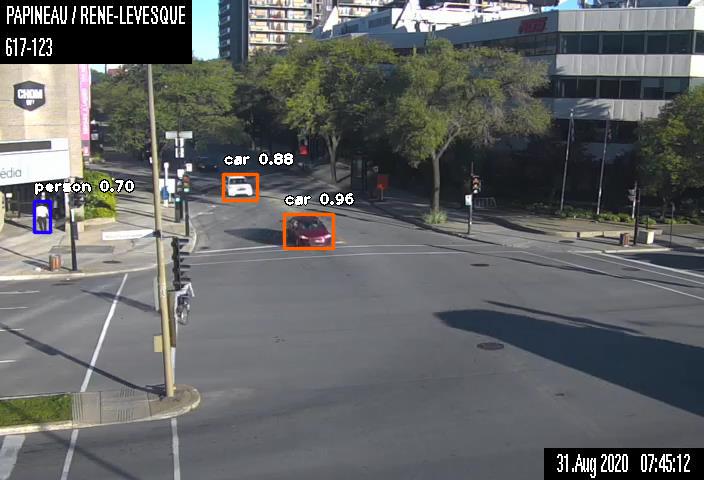 PAPINEAU / RENE-LEVESQUE
617-123
CHOM
édia
person 0.70
car 0.88
car 0.96
31.Aug 2020 07:45:12